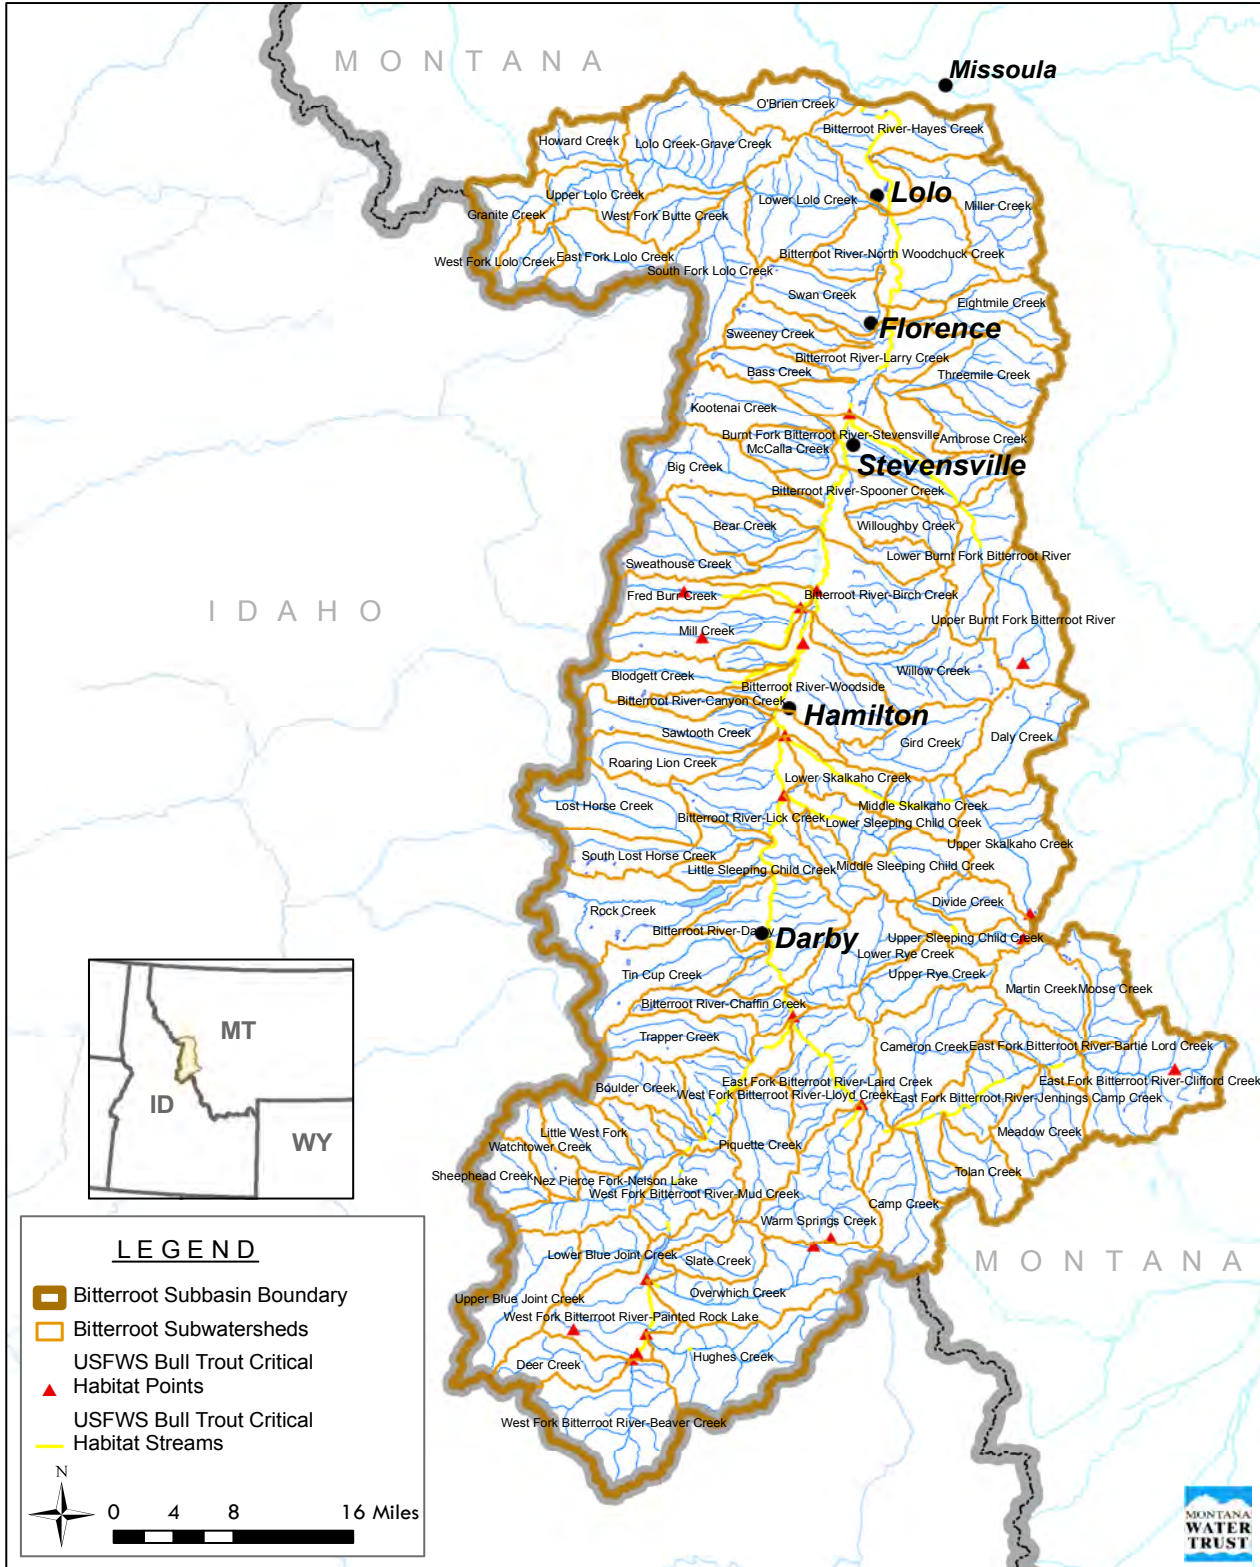 MONTANA
Missoula
O'Brien Creek
Bitterroot River-Hayes Creek
Howard Creek
Lolo Creek-Grave Creek
Upper Lolo Creek
Lower Lolo Creek
Lolo
Miller Creek
Granite Creek
West Fork Butte Creek
West Fork Lolo Creek
East Fork Lolo Creek
South Fork Lolo Creek
Bitterroot River-North Woodchuck Creek
Swan Creek
Eightmile Creek
Florence
Sweeney Creek
Bitterroot River-Larry Creek
Bass Creek
Threemile Creek
Kootenai Creek
Burnt Fork Bitterroot River-Stevensville
Ambrose Creek
McCalla Creek
Stevensville
Big Creek
Bitterroot River-Spooner Creek
Bear Creek
Willoughby Creek
Lower Burnt Fork Bitterroot River
Sweathouse Creek
Fred Burr Creek
Bitterroot River-Birch Creek
IDAHO
Upper Burnt Fork Bitterroot River
Mill Creek
Blodgett Creek
Willow Creek
Bitterroot River-Woodside
Bitterroot River-Canyon Creek
Hamilton
Sawtooth Creek
Gird Creek
Daly Creek
Roaring Lion Creek
Lower Skalkaho Creek
Lost Horse Creek
Middle Skalkaho Creek
Bitterroot River-Lick Creek
Lower Sleeping Child Creek
Upper Skalkaho Creek
South Lost Horse Creek
Little Sleeping Child Creek
Middle Sleeping Child Creek
Rock Creek
Divide Creek
Bitterroot River-Darby
Darby
Upper Sleeping Child Creek
Lower Rye Creek
Tin Cup Creek
Upper Rye Creek
Martin Creek
Moose Creek
Bitterroot River-Chaffin Creek
Trapper Creek
Cameron Creek
East Fork Bitterroot River-Bartie Lord Creek
Boulder Creek
East Fork Bitterroot River-Laird Creek
East Fork Bitterroot River-Clifford Creek
West Fork Bitterroot River-Lloyd Creek
East Fork Bitterroot River-Jennings Camp Creek
Little West Fork
Watchtower Creek
Piquette Creek
Meadow Creek
Sheephead Creek
Nez Pierce Fork-Nelson Lake
Tolan Creek
West Fork Bitterroot River-Mud Creek
Camp Creek
Warm Springs Creek
Lower Blue Joint Creek
Slate Creek
MONTANA
Upper Blue Joint Creek
Overwhich Creek
West Fork Bitterroot River-Painted Rock Lake
Deer Creek
Hughes Creek
West Fork Bitterroot River-Beaver Creek
MT
ID
WY
LEGEND
Bitterroot Subbasin Boundary
Bitterroot Subwatersheds
USFWS Bull Trout Critical
Habitat Points
USFWS Bull Trout Critical
Habitat Streams
N
0 4 8 16 Miles
MONTANA
WATER
TRUST